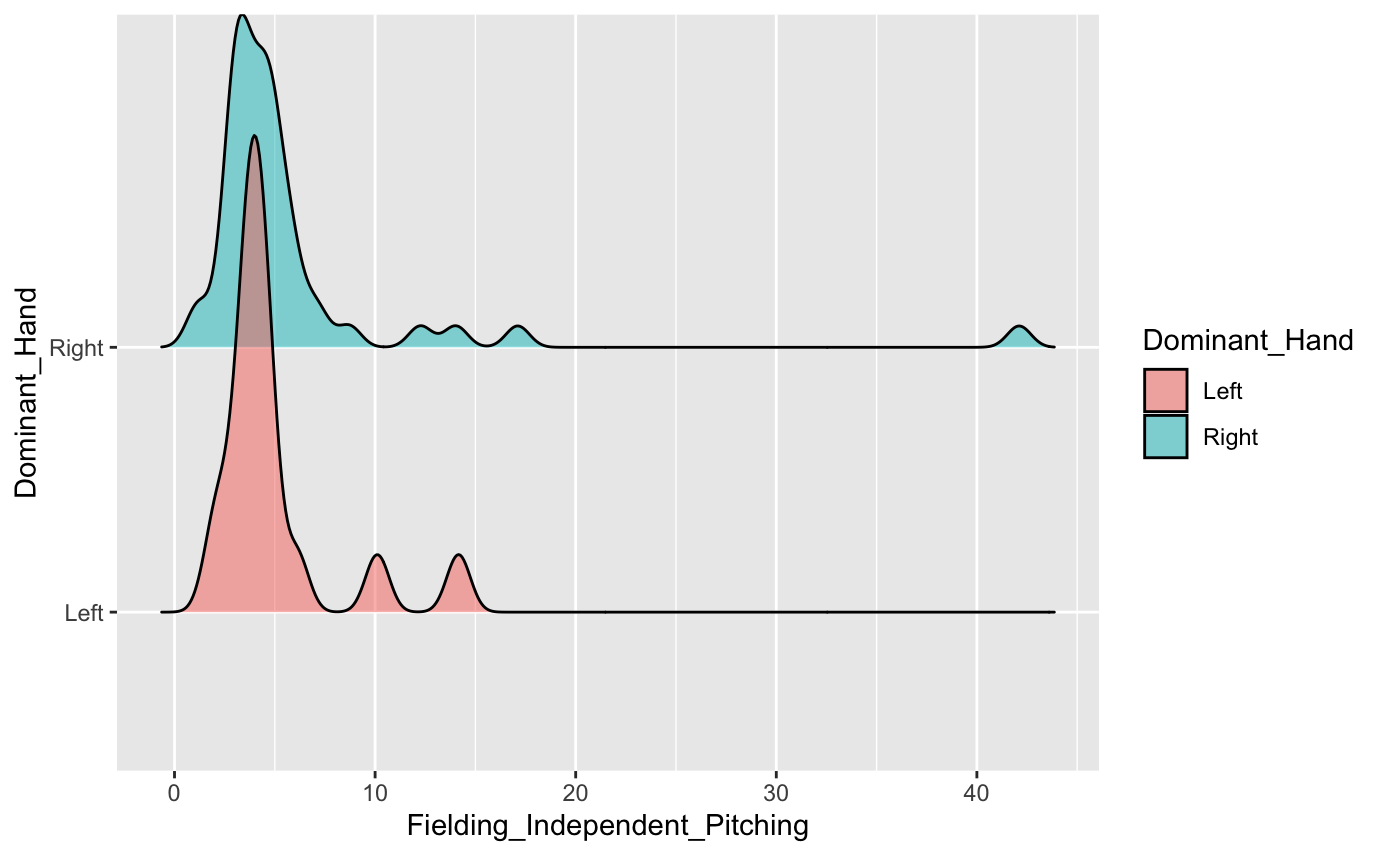 Dominant_Hand
Right
Left
0 10 20 30 40
Fielding_Independent_Pitching
Dominant_Hand
Left
Right